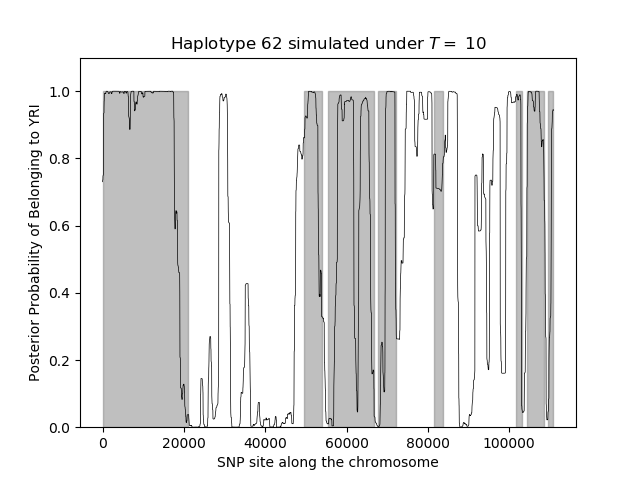 Haplotype 62 simulated under T = 10
Posterior Probability of Belonging to YRI
1.0
0.8
0.6
0.4
0.2
0.0
0 20000 40000 60000 80000 100000
SNP site along the chromosome